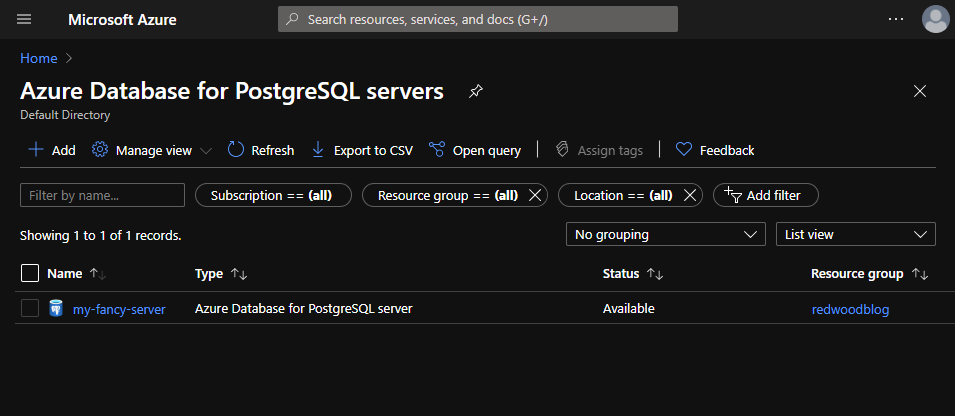 Microsoft Azure
Search resources, services, and docs (G+/)
Home
Azure Database for PostgreSQL servers
Default Directory
Add
Manage view
Refresh
Export to CSV
Open query
Assign tags
Feedback
Filter by name...
Subscription == (all)
Resource group == (all)
Location == (all)
Add filter
Showing 1 to 1 of 1 records.
No grouping
List view
Name
Type
Status
Resource group
my-fancy-server
Azure Database for PostgreSQL server
Available
redwoodblog